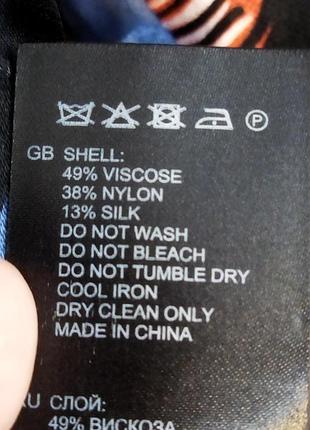 P
GB SHELL:
49% VISCOSE
38% NYLON
13% SILK
DO NOT WASH
DO NOT BLEACH
DO NOT TUMBLE DRY
COOL IRON
DRY CLEAN ONLY
MADE IN CHINA
RU СЛОЙ:
49% ВИСКОЗА